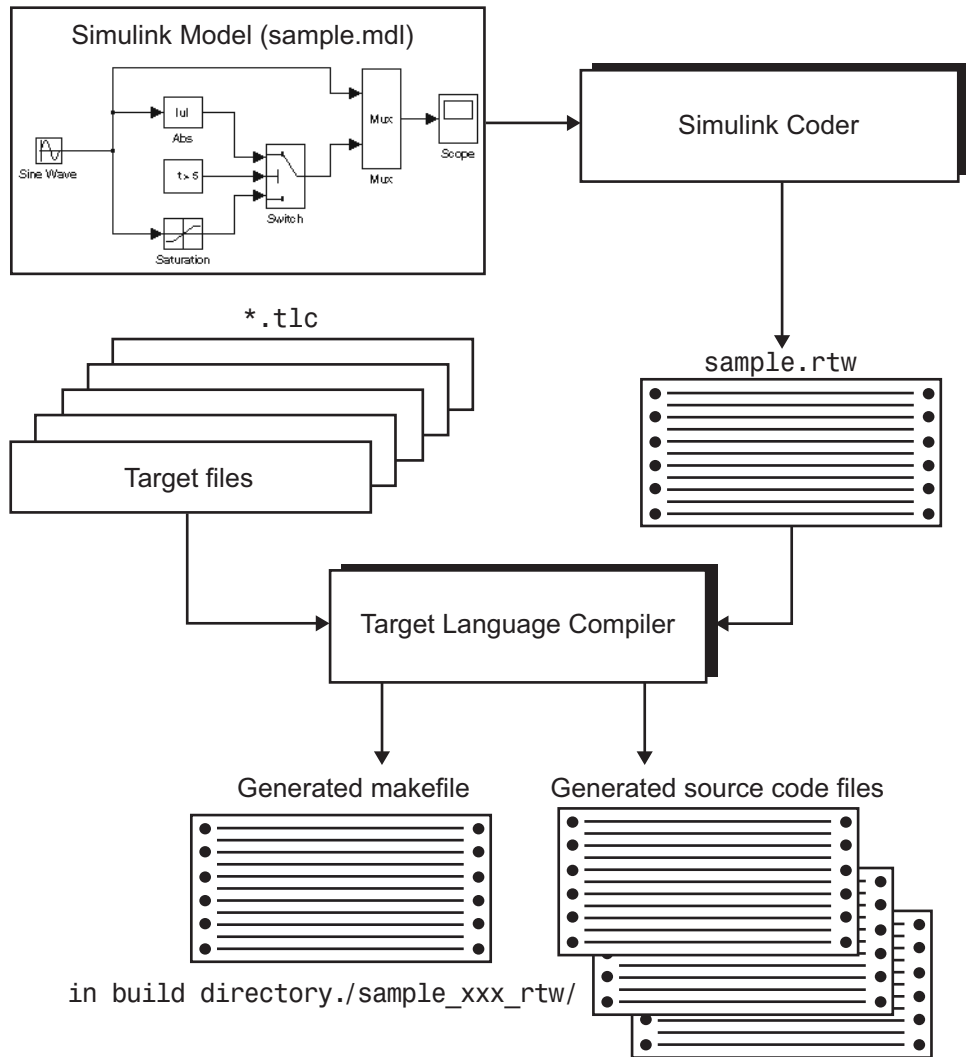 Simulink Model (sample.mdl)
|u|
Abs
Mux
Mux
Scope
Sine Wave
t>5
Switch
Saturation
Simulink Coder
*.tlc
Target files
sample.rtw
Target Language Compiler
Generated makefile
Generated source code files
in build directory./sample_xxx_rtw/